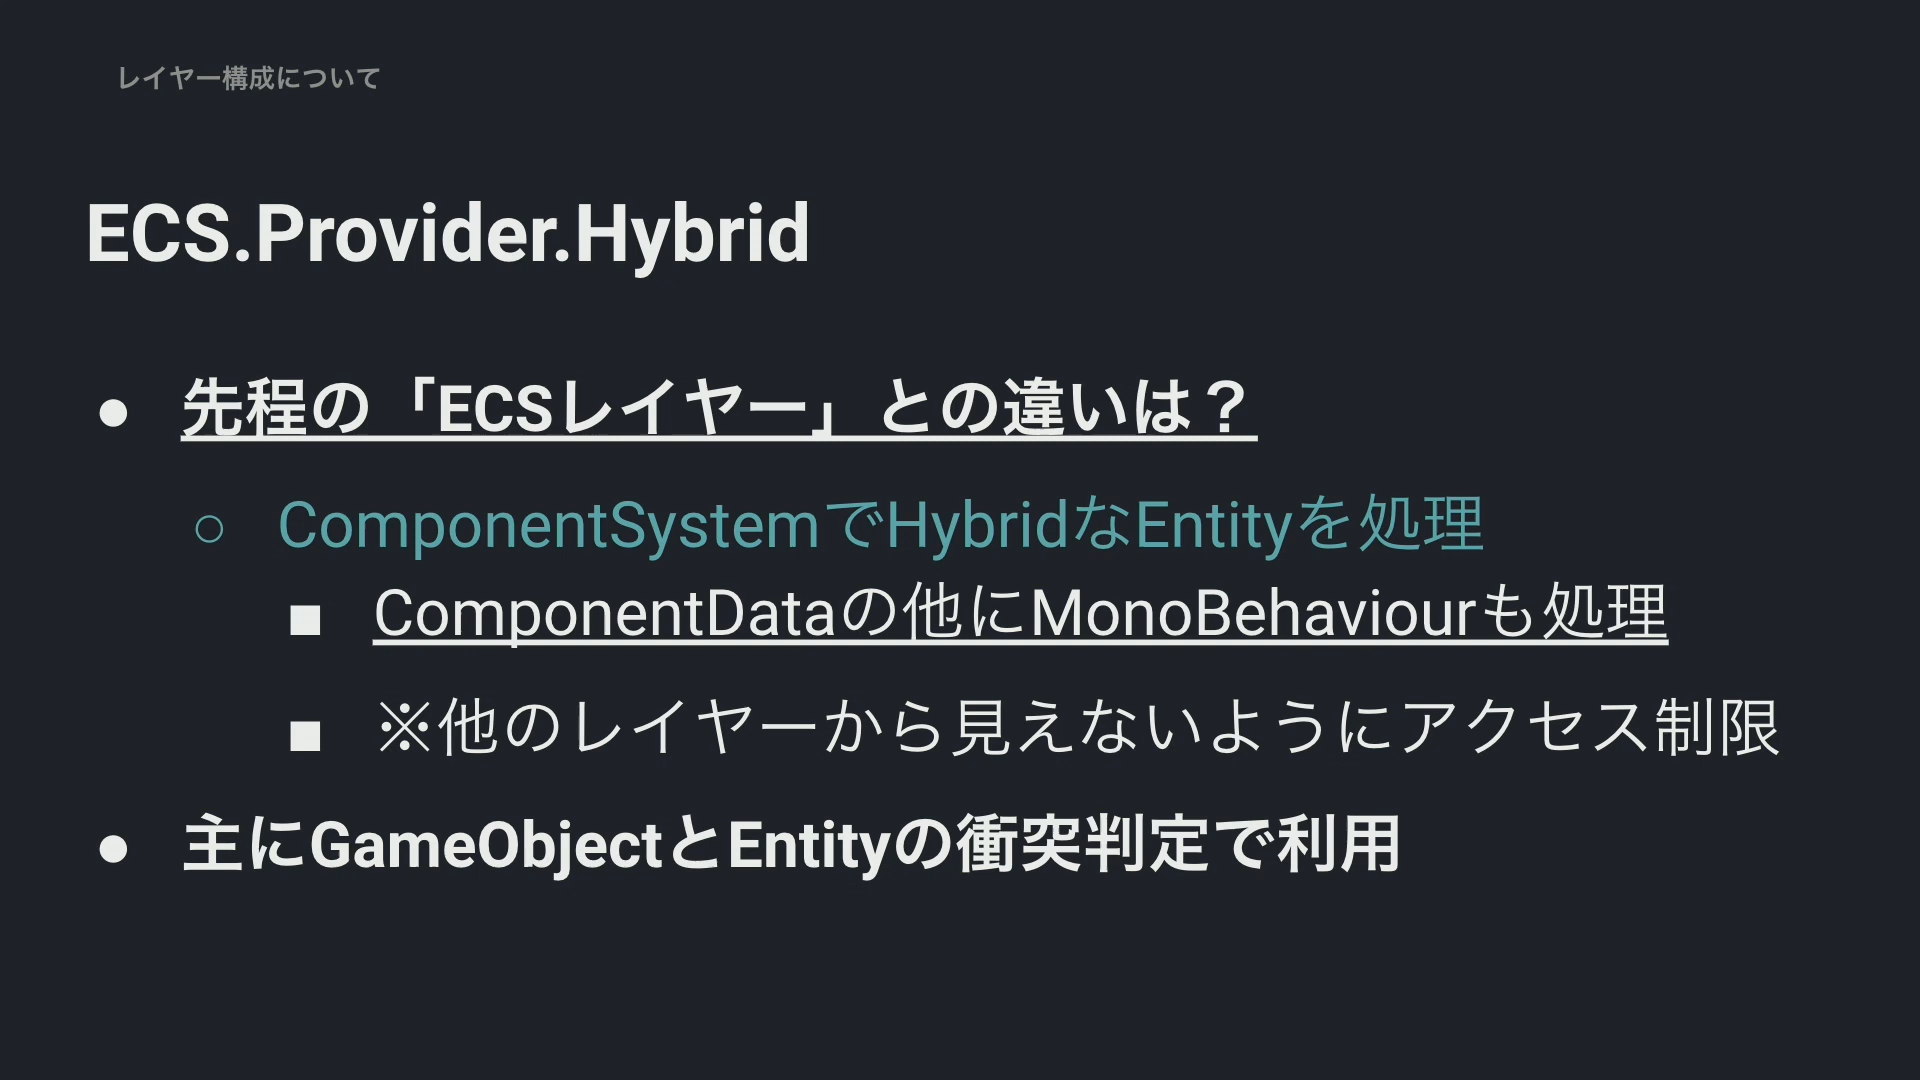 レイヤー構成について
ECS.Provider.Hybrid
● 先程の「ECSレイヤー」との違いは？
○ ComponentSystemでHybridなEntityを処理
■ ComponentDataの他にMonoBehaviourも処理
■ ※他のレイヤーから見えないようにアクセス制限
● 主にGameObjectとEntityの衝突判定で利用